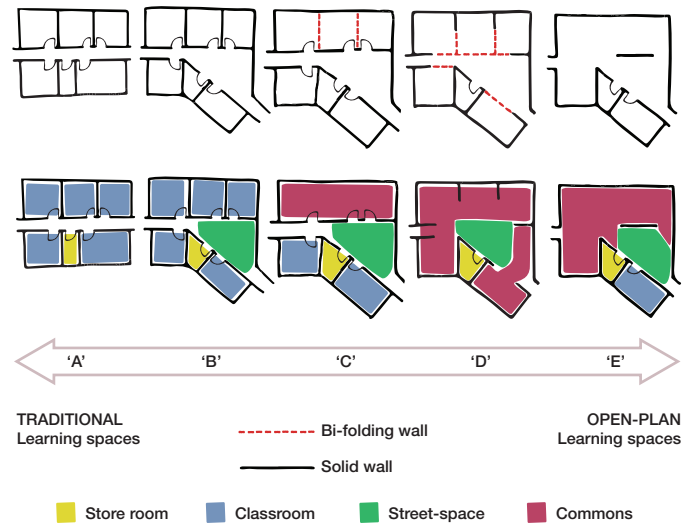 ‘A’ ‘B’ ‘C’ ‘D’ ‘E’
TRADITIONAL
Learning spaces
Bi-folding wall
Solid wall
OPEN-PLAN
Learning spaces
Store room
Classroom
Street-space
Commons